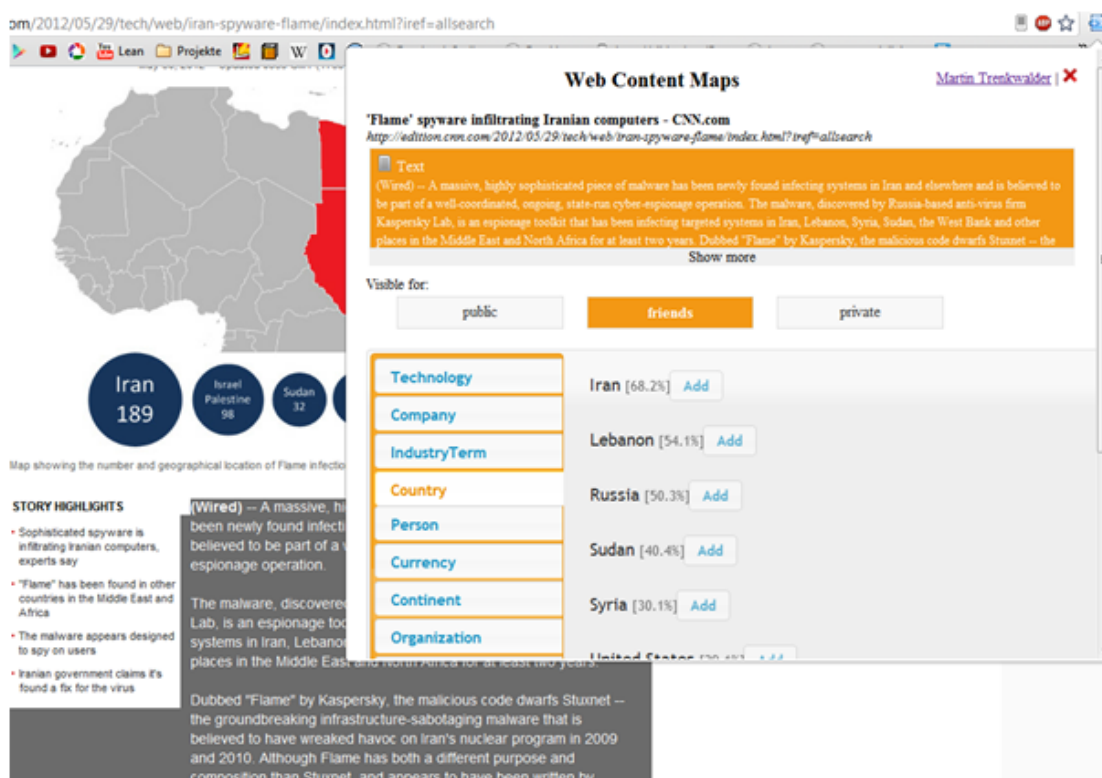 om/2012/05/29/tech/web/iran-spyware-flame/index.html?iref=allsearch
Lean Projekte W
Web Content Maps
Martin Trenkwalder | ✕
'Flame' spyware infiltrating Iranian computers - CNN.com
http://edition.cnn.com/2012/05/29/tech/web/iran-spyware-flame/index.html?iref=allsearch
Text
(Wired) -- A massive, highly sophisticated piece of malware has been newly found infecting systems in Iran and elsewhere and is believed to
be part of a well-coordinated, ongoing, state-run cyber-espionage operation. The malware, discovered by Russia-based anti-virus firm
Kaspersky Lab, is an espionage toolkit that has been infecting targeted systems in Iran, Lebanon, Syria, Sudan, the West Bank and other
places in the Middle East and North Africa for at least two years. Dubbed "Flame" by Kaspersky, the malicious code dwarfs Stuxnet -- the
Show more
Visible for:
public friends private
Technology
Company
IndustryTerm
Country
Person
Currency
Continent
Organization
Iran [68.2%] Add
Lebanon [54.1%] Add
Russia [50.3%] Add
Sudan [40.4%] Add
Syria [30.1%] Add
United States
Iran
189
Israel
Palestine
98
Sudan
32
Map showing the number and geographical location of Flame infectio
STORY HIGHLIGHTS
Sophisticated spyware is
infiltrating Iranian computers,
experts say
"Flame" has been found in other
countries in the Middle East and
Africa
The malware appears designed
to spy on users
Iranian government claims it's
found a fix for the virus
(Wired) -- A massive, hi
been newly found infecti
believed to be part of a
espionage operation.
The malware, discovered
Lab, is an espionage too
systems in Iran, Lebanon
places in the Middle East and North Africa for at least two years.
Dubbed "Flame" by Kaspersky, the malicious code dwarfs Stuxnet --
the groundbreaking infrastructure-sabotaging malware that is
believed to have wreaked havoc on Iran's nuclear program in 2009
and 2010. Although Flame has both a different purpose and
composition than Stuxnet, and appears to have been written by